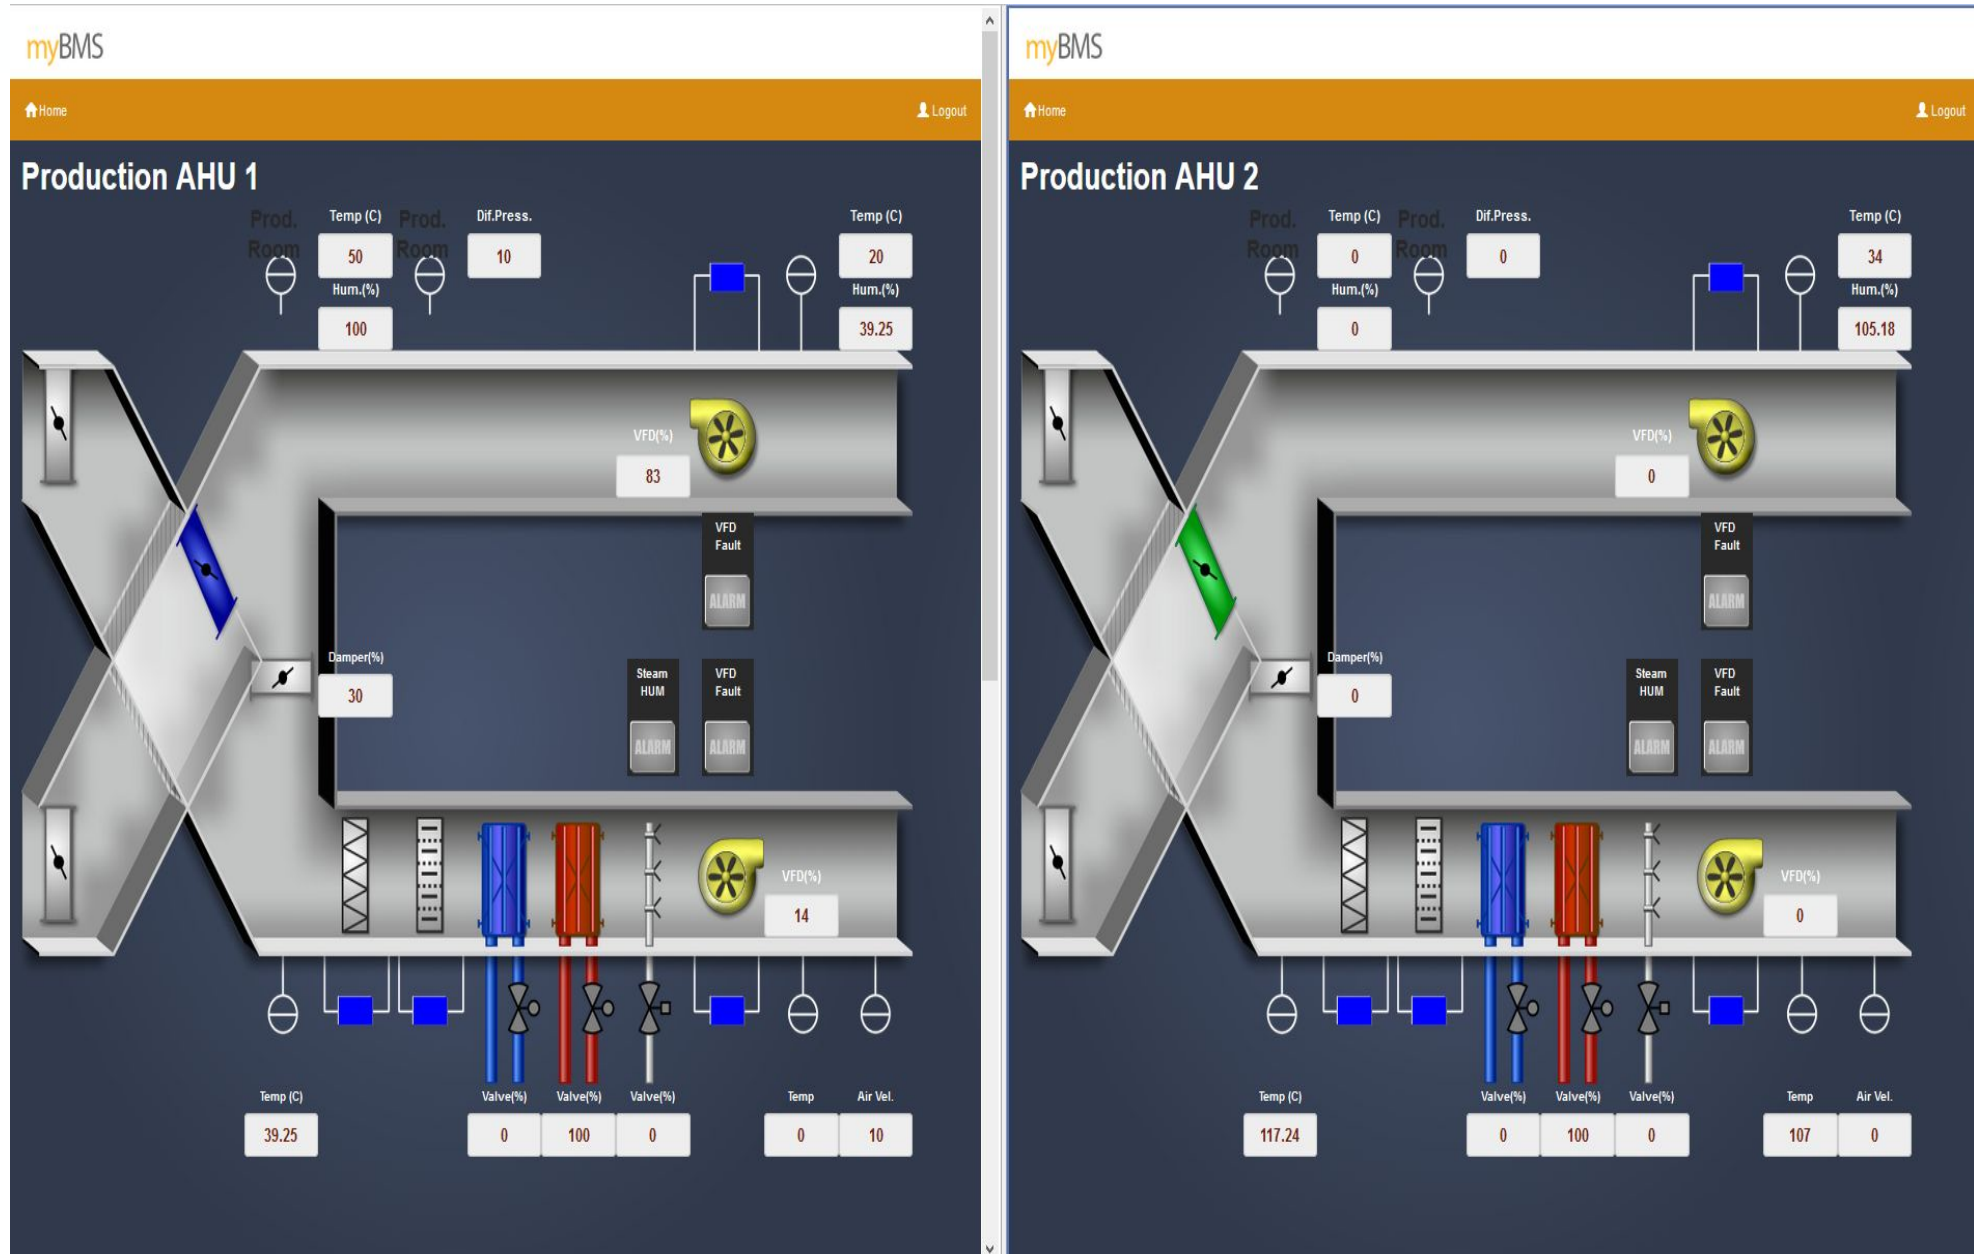 myBMS
Home
Logout
Production AHU 1
Prod. Room
Temp (C)
50
Hum.(%)
100
Prod. Room
Dif.Press.
10
Temp (C)
20
Hum.(%)
39.25
VFD(%)
83
VFD
Fault
ALARM
Damper(%)
30
Steam
HUM
ALARM
VFD
Fault
ALARM
VFD(%)
14
Temp (C)
39.25
Valve(%)
0
Valve(%)
100
Valve(%)
0
Temp
0
Air Vel.
10
myBMS
Home
Logout
Production AHU 2
Prod. Room
Temp (C)
0
Hum.(%)
0
Prod. Room
Dif.Press.
0
Temp (C)
34
Hum.(%)
105.18
VFD(%)
0
VFD
Fault
ALARM
Damper(%)
0
Steam
HUM
ALARM
VFD
Fault
ALARM
VFD(%)
0
Temp (C)
117.24
Valve(%)
0
Valve(%)
100
Valve(%)
0
Temp
107
Air Vel.
0